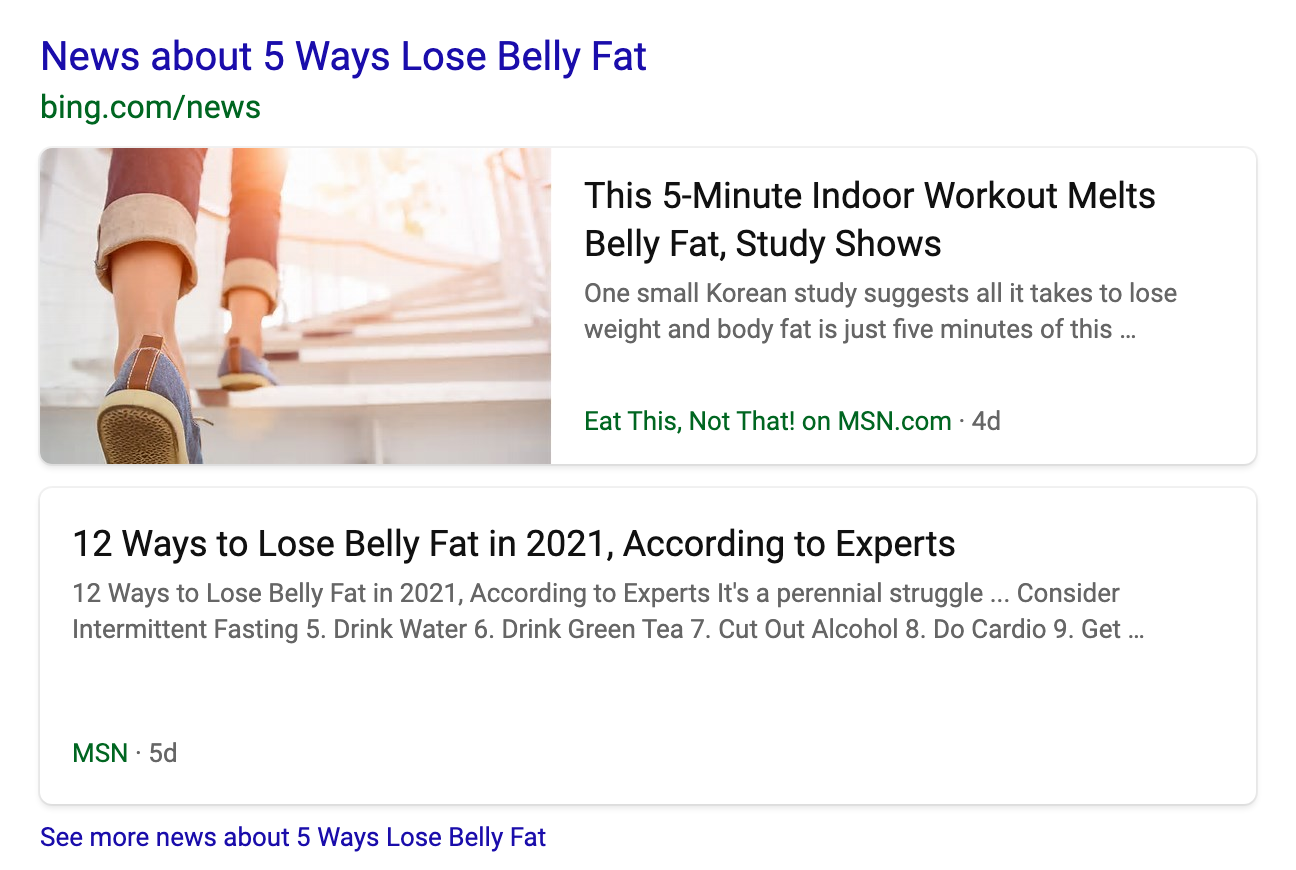 News about 5 Ways Lose Belly Fat
bing.com/news
This 5-Minute Indoor Workout Melts
Belly Fat, Study Shows
One small Korean study suggests all it takes to lose
weight and body fat is just five minutes of this ...
Eat This, Not That! on MSN.com · 4d
12 Ways to Lose Belly Fat in 2021, According to Experts
12 Ways to Lose Belly Fat in 2021, According to Experts It's a perennial struggle ... Consider
Intermittent Fasting 5. Drink Water 6. Drink Green Tea 7. Cut Out Alcohol 8. Do Cardio 9. Get ...
MSN · 5d
See more news about 5 Ways Lose Belly Fat